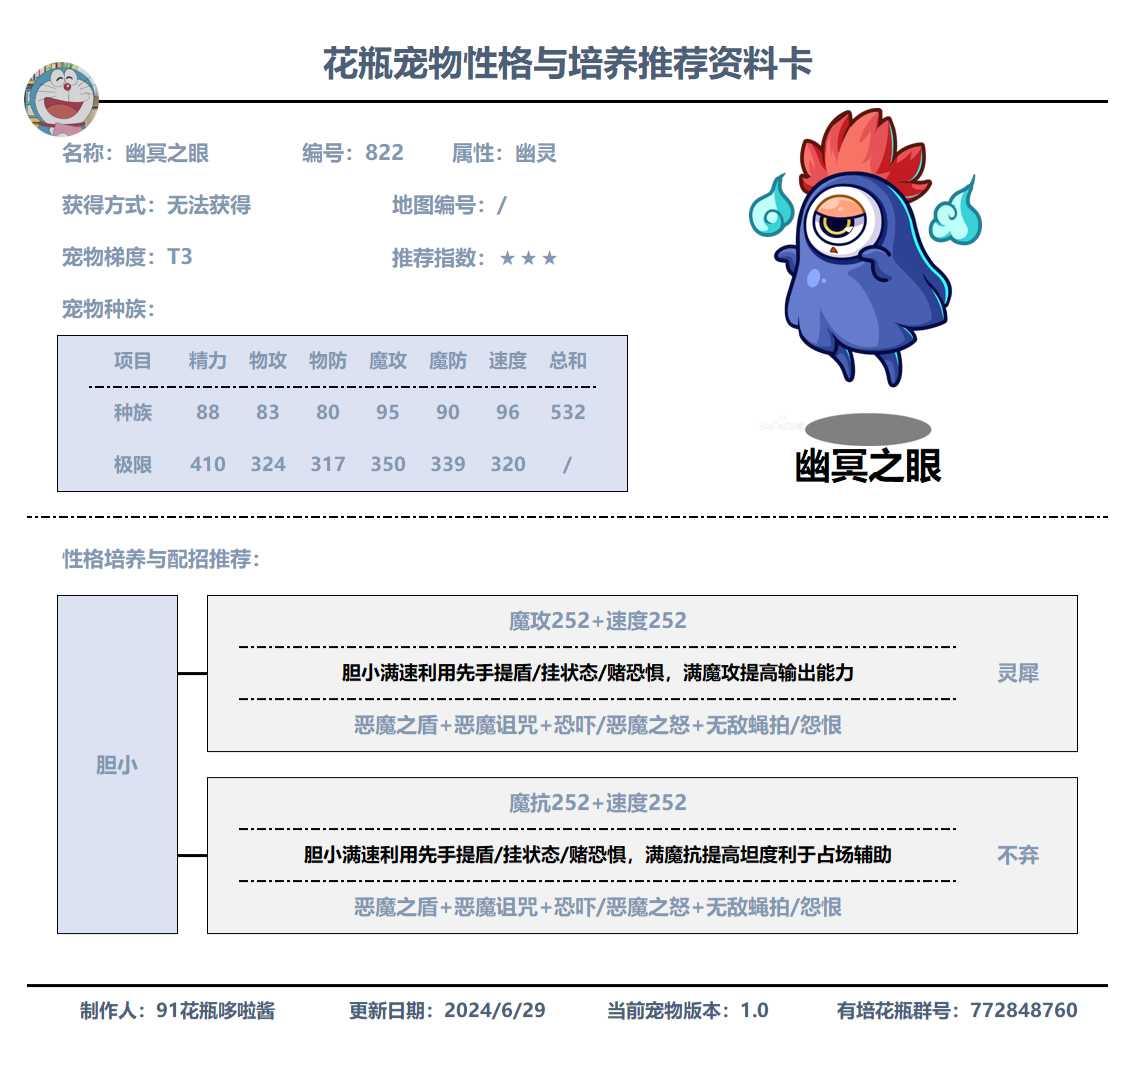 花瓶宠物性格与培养推荐资料卡
名称：幽冥之眼 编号：822 属性：幽灵
获得方式：无法获得 地图编号：/
宠物梯度：T3 推荐指数：★★★
宠物种族：
项目 精力 物攻 物防 魔攻 魔防 速度 总和
种族 88 83 80 95 90 96 532
极限 410 324 317 350 339 320 /
幽冥之眼
性格培养与配招推荐：
胆小
魔攻252+速度252
胆小满速利用先手提盾/挂状态/赌恐惧，满魔攻提高输出能力
灵犀
恶魔之盾+恶魔诅咒+恐吓/恶魔之怒+无敌蝇拍/怨恨
魔抗252+速度252
胆小满速利用先手提盾/挂状态/赌恐惧，满魔抗提高坦度利于占场辅助
不弃
恶魔之盾+恶魔诅咒+恐吓/恶魔之怒+无敌蝇拍/怨恨
制作人：91花瓶哆啦酱 更新日期：2024/6/29 当前宠物版本：1.0 有培花瓶群号：772848760